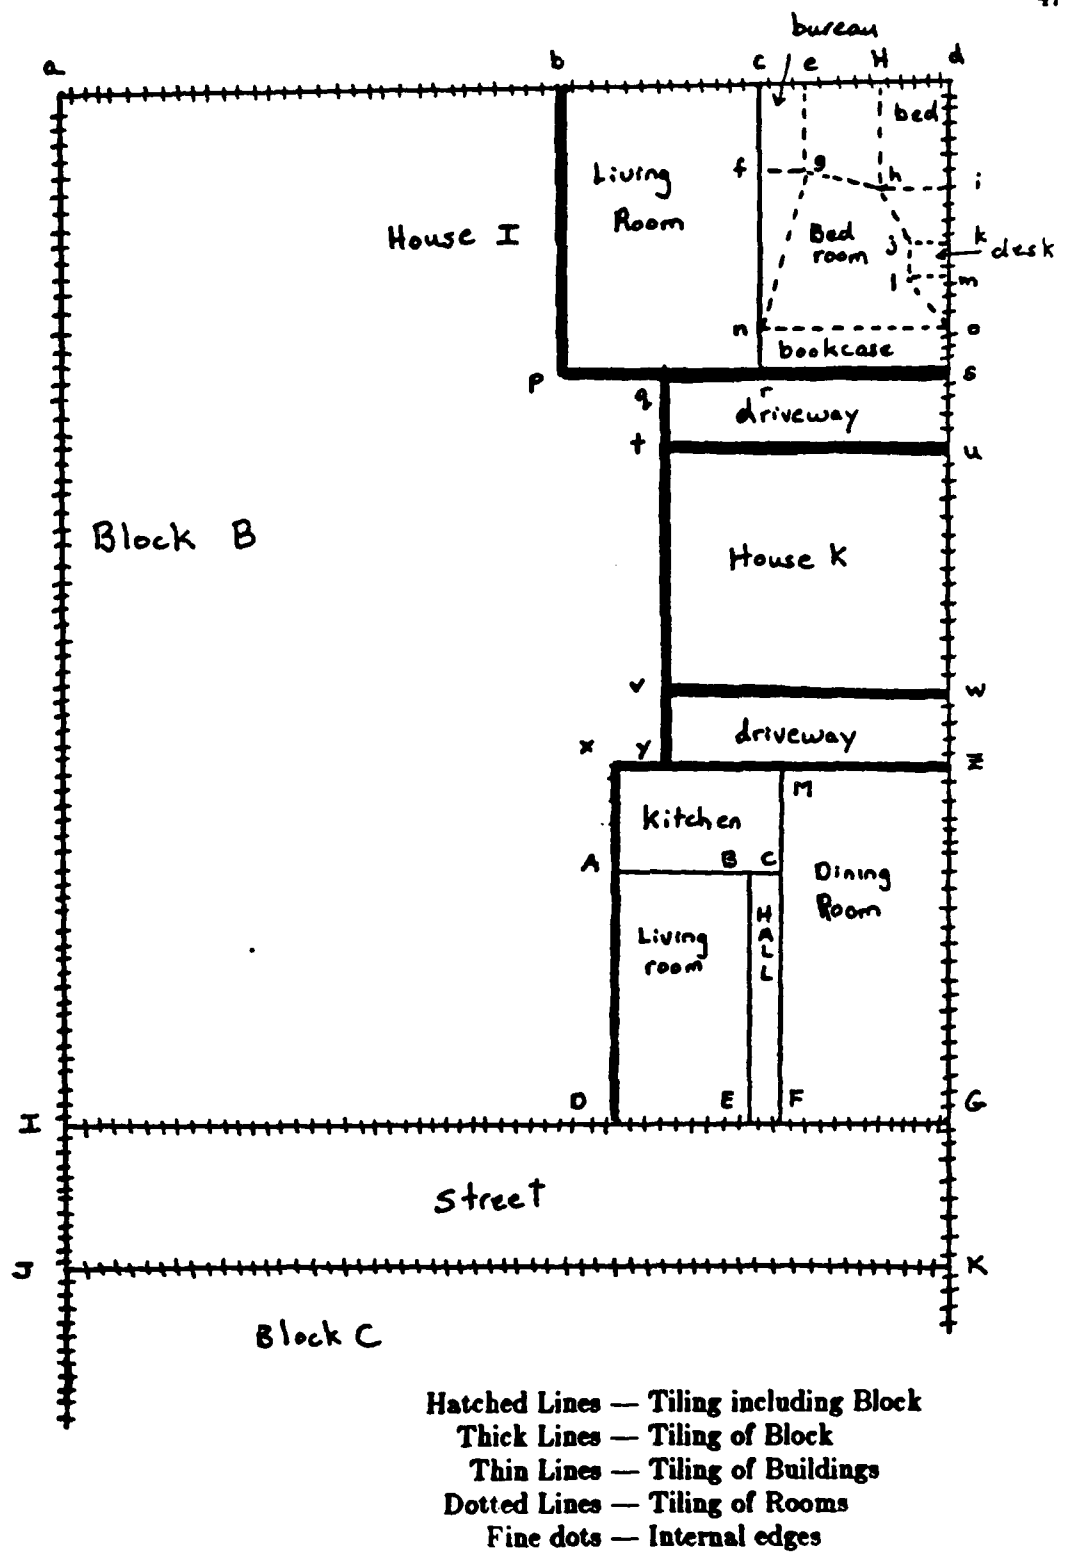 bureau
a b c e H d
bed
f g h i
Living
Room
House I
Bed
room
j k
desk
l m
n o
bookcase
p s
q r
driveway
t u
Block B
House K
v w
driveway
x y z
M
Kitchen
A B C
Dining
Room
HALL
Living
room
D E F G
I
Street
J K
Block C
Hatched Lines — Tiling including Block
Thick Lines — Tiling of Block
Thin Lines — Tiling of Buildings
Dotted Lines — Tiling of Rooms
Fine dots — Internal edges